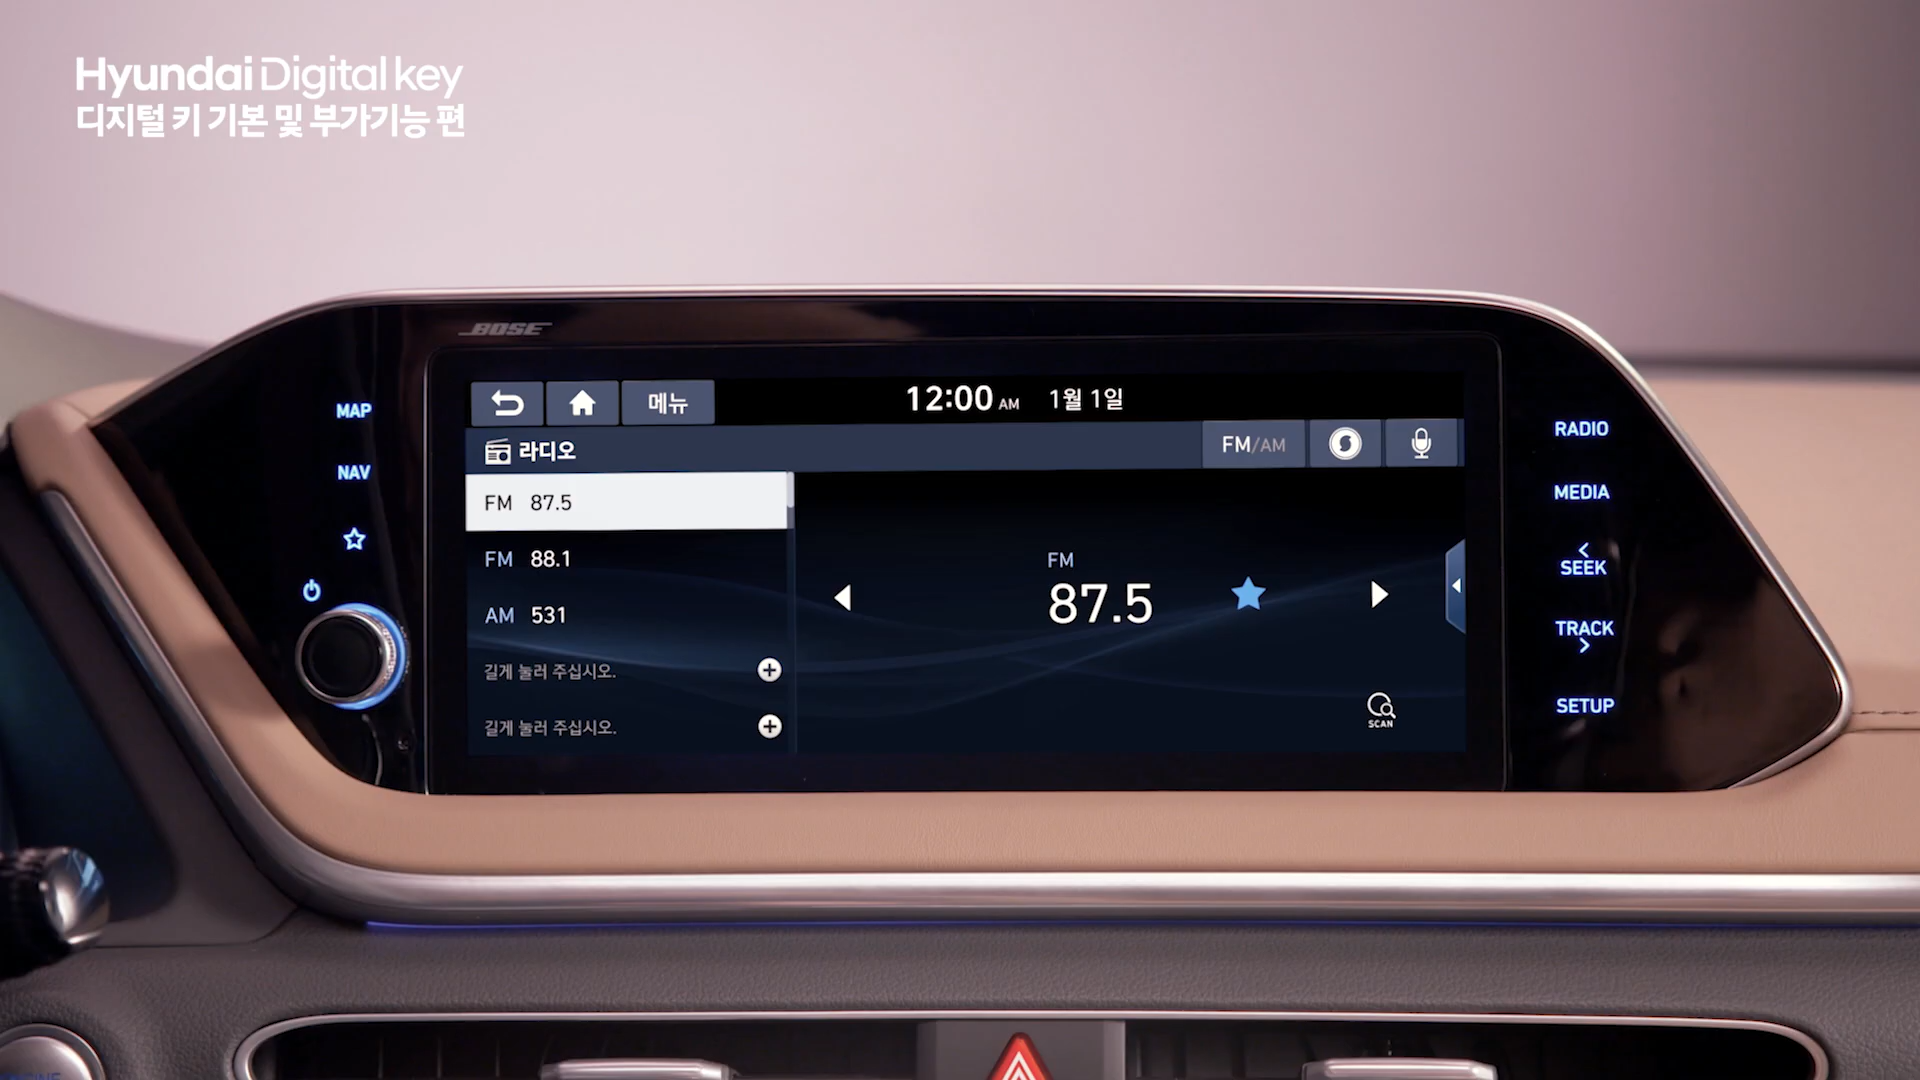 Hyundai Digital key
디지털 키 기본 및 부가기능 편
BOSE
MAP
NAV
메뉴
12:00 AM 1월 1일
라디오
FM/AM
FM 87.5
FM 88.1
AM 531
길게 눌러 주십시오.
길게 눌러 주십시오.
FM
87.5
SCAN
RADIO
MEDIA
< SEEK
TRACK >
SETUP